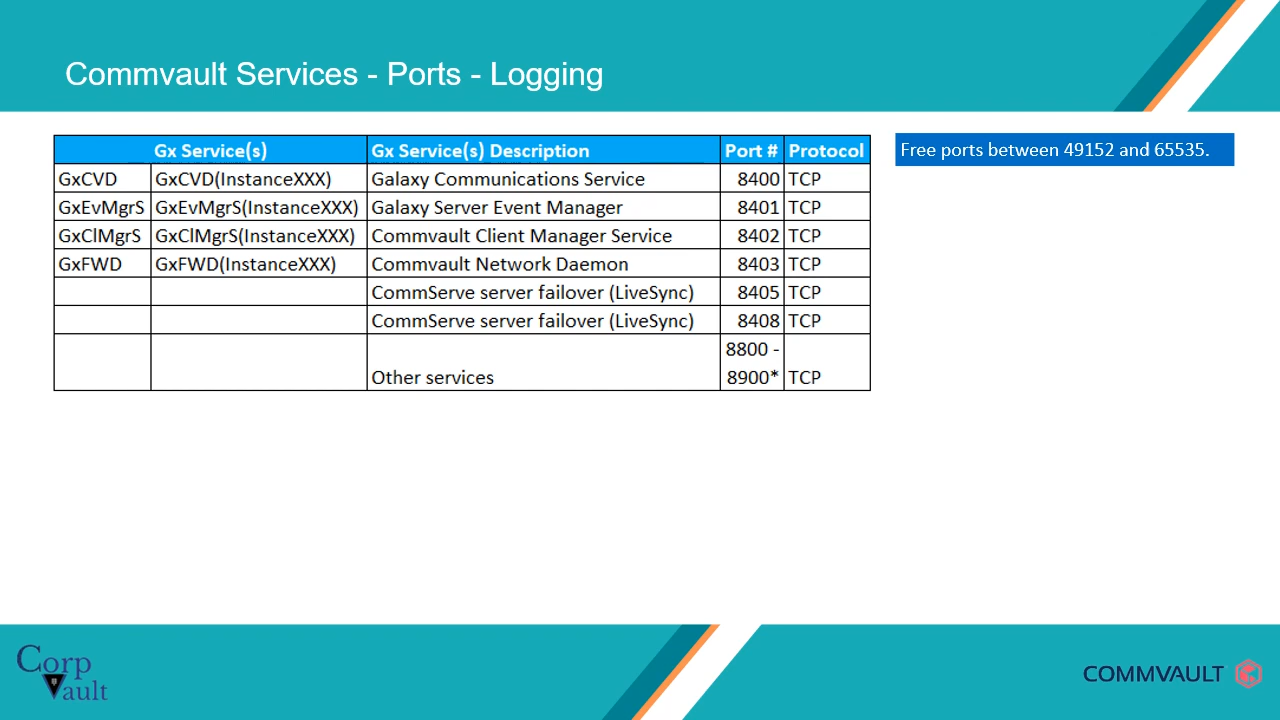 Commvault Services - Ports - Logging
Gx Service(s) Gx Service(s) Description Port # Protocol
GxCVD GxCVD(InstanceXXX) Galaxy Communications Service 8400 TCP
GxEvMgrS GxEvMgrS(InstanceXXX) Galaxy Server Event Manager 8401 TCP
GxClMgrS GxClMgrS(InstanceXXX) Commvault Client Manager Service 8402 TCP
GxFWD GxFWD(InstanceXXX) Commvault Network Daemon 8403 TCP
CommServe server failover (LiveSync) 8405 TCP
CommServe server failover (LiveSync) 8408 TCP
8800 -
Other services 8900* TCP
Free ports between 49152 and 65535.
Corp
Vault
COMMVAULT